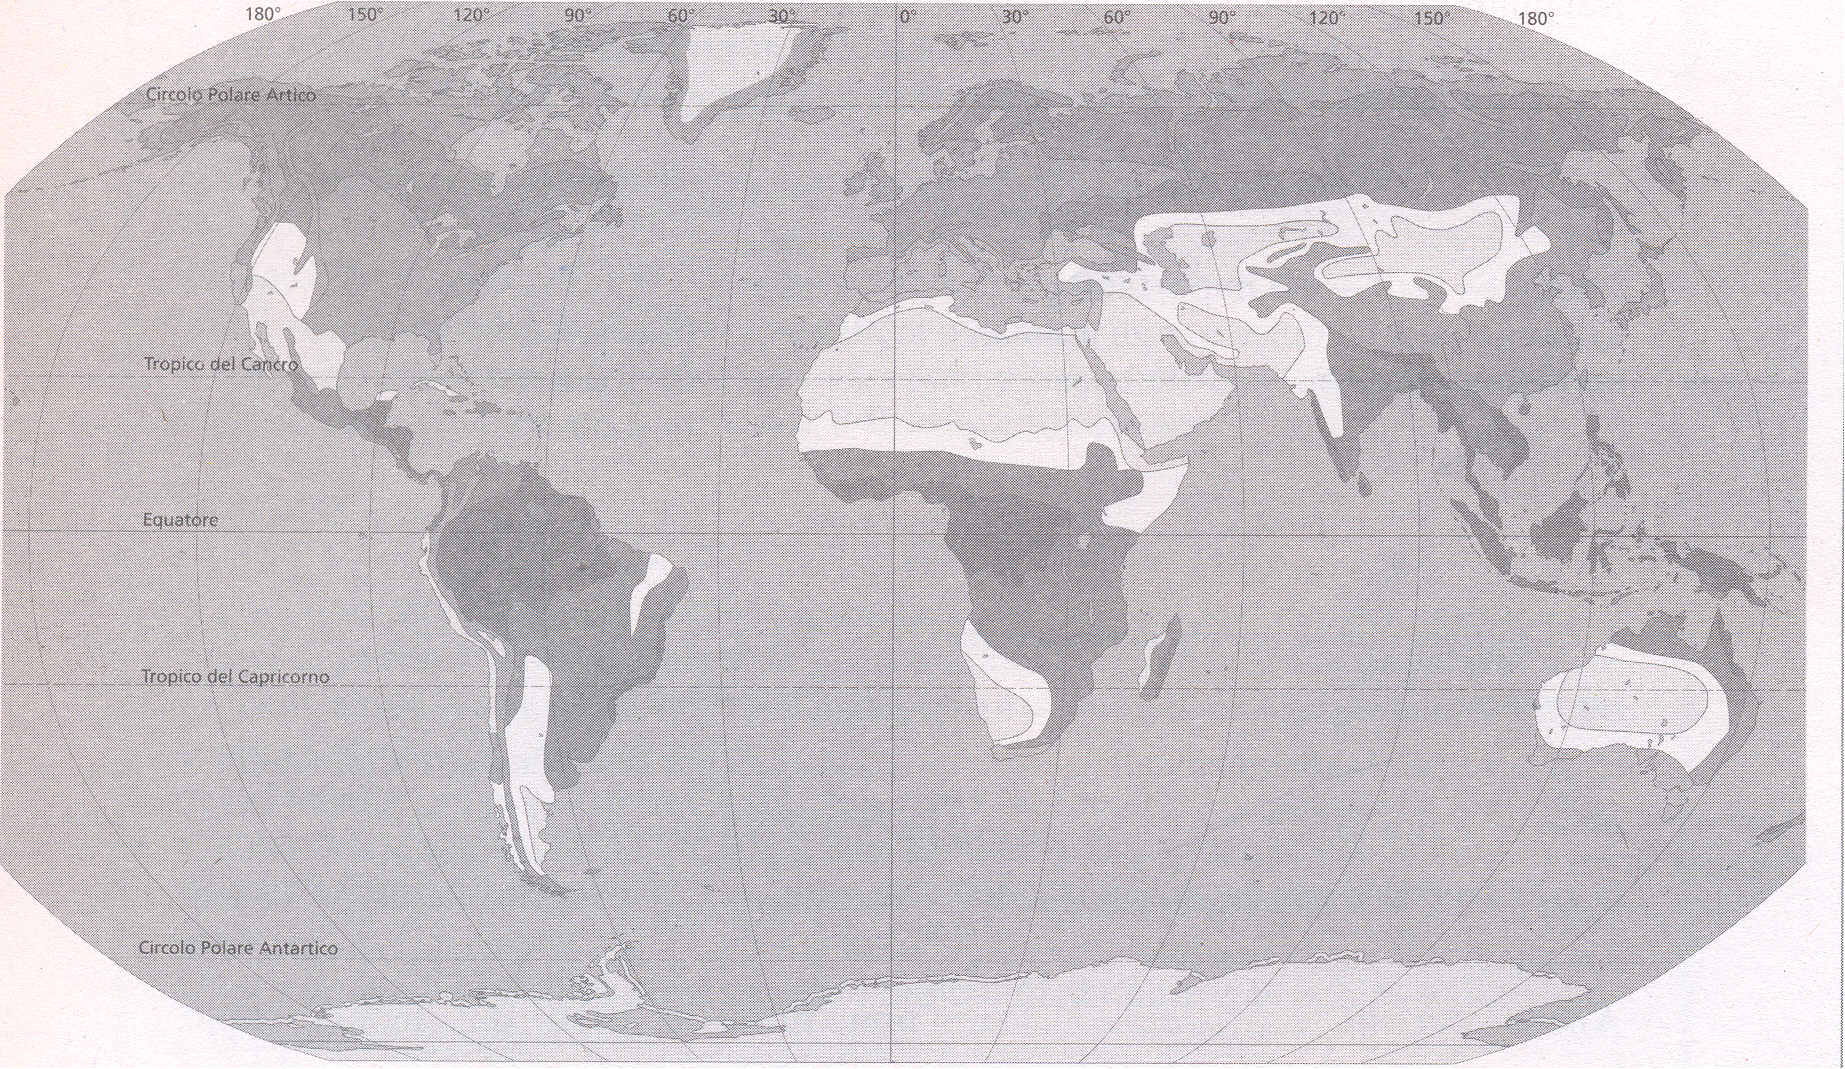 180° 150° 120° 90° 60° 30° 0° 30° 60° 90° 120° 150° 180°
Circolo Polare Artico
Tropico del Cancro
Equatore
Tropico del Capricorno
Circolo Polare Antartico